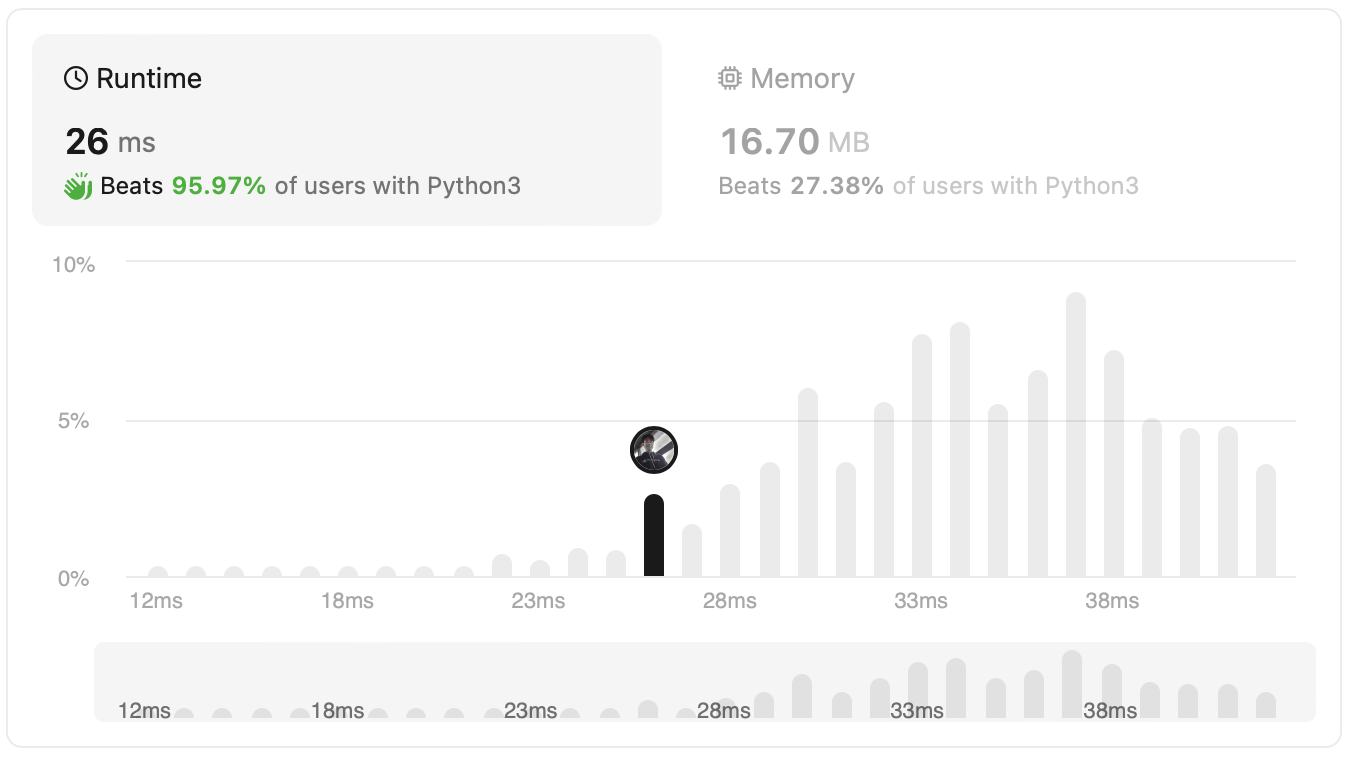 Runtime
26 ms
Beats 95.97% of users with Python3
Memory
16.70 MB
Beats 27.38% of users with Python3
10%
5%
0%
12ms 18ms 23ms 28ms 33ms 38ms
12ms 18ms 23ms 28ms 33ms 38ms